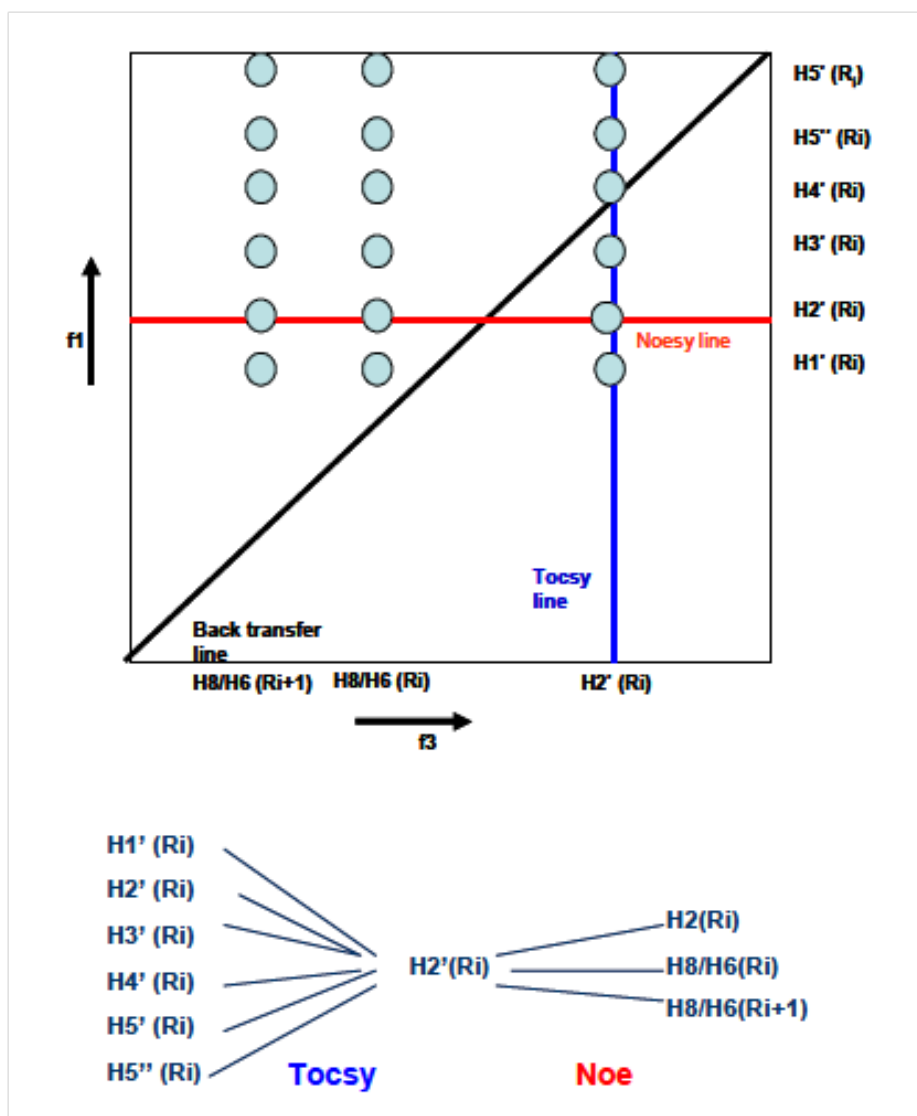 H5' (Ri)
H5'' (Ri)
H4' (Ri)
H3' (Ri)
H2' (Ri)
f1
Noesy line
H1' (Ri)
Tocsy
line
Back transfer
line
H8/H6 (Ri+1)
H8/H6 (Ri)
H2' (Ri)
f3
H1’ (Ri)
H2’ (Ri)
H3’ (Ri)
H4’ (Ri)
H5’ (Ri)
H5’’ (Ri)
H2’(Ri)
H2(Ri)
H8/H6(Ri)
H8/H6(Ri+1)
Tocsy
Noe